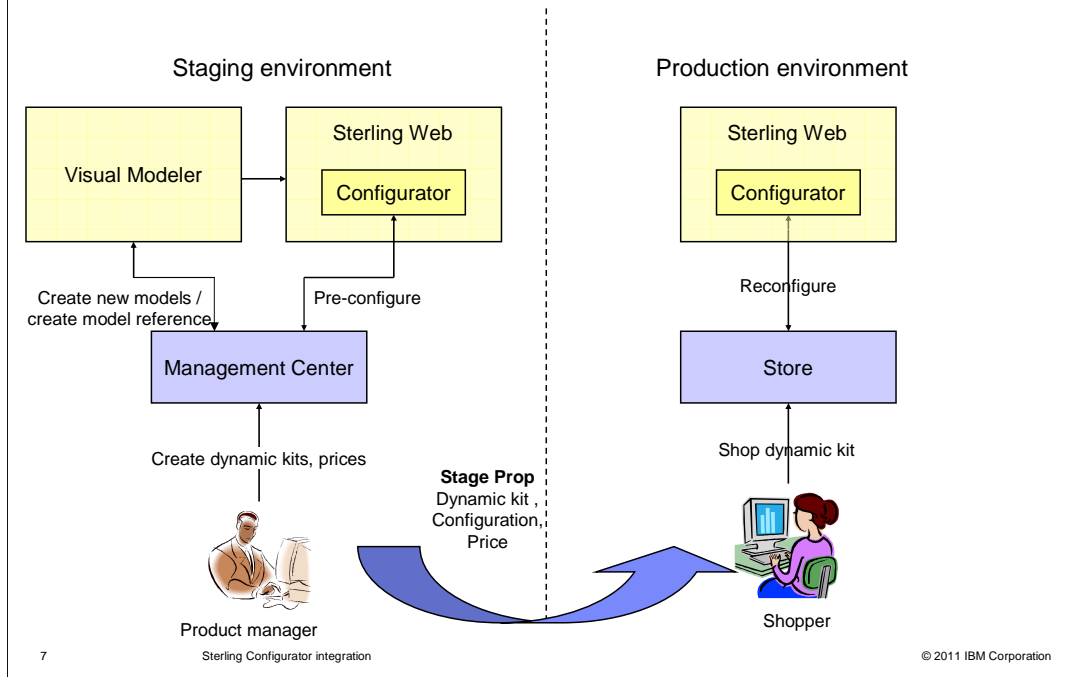 Staging environment
Production environment
Visual Modeler
Sterling Web
Configurator
Sterling Web
Configurator
Create new models /
create model reference
Pre-configure
Reconfigure
Management Center
Store
Create dynamic kits, prices
Shop dynamic kit
Stage Prop
Dynamic kit ,
Configuration,
Price
Product manager
Shopper
7
Sterling Configurator integration
© 2011 IBM Corporation